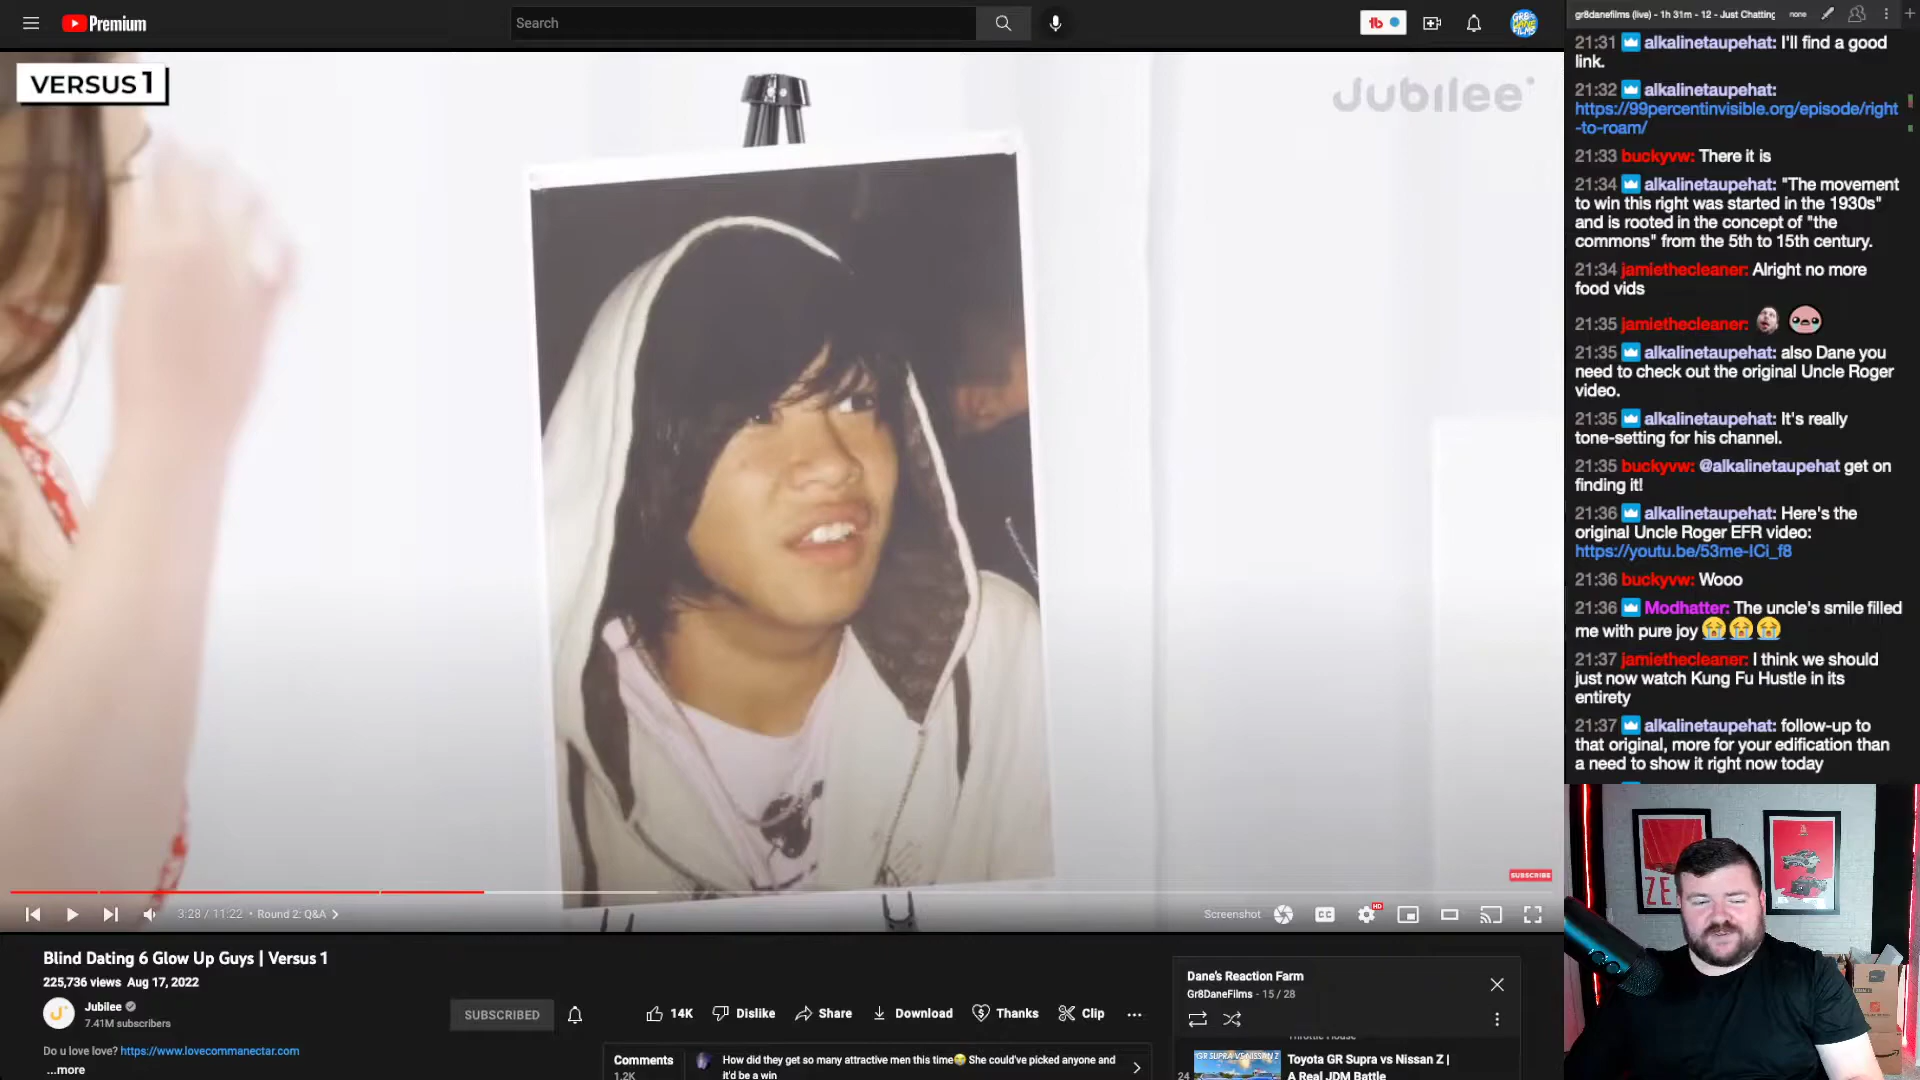 Premium
Search
gr8danefilms (live) - 1h 31m - 12 - Just Chatting
none
VERSUS 1
Jubilee
21:31 alkalinetaupehat: I'll find a good
link.
21:32 alkalinetaupehat:
https://99percentinvisible.org/episode/right
-to-roam/
21:33 buckyvw: There it is
21:34 alkalinetaupehat: "The movement
to win this right was started in the 1930s"
and is rooted in the concept of "the
commons" from the 5th to 15th century.
21:34 jamiethecleaner: Alright no more
food vids
21:35 jamiethecleaner:
21:35 alkalinetaupehat: also Dane you
need to check out the original Uncle Roger
video.
21:35 alkalinetaupehat: It's really
tone-setting for his channel.
21:35 buckyvw: @alkalinetaupehat get on
finding it!
21:36 alkalinetaupehat: Here's the
original Uncle Roger EFR video:
https://youtu.be/53me-ICi_f8
21:36 buckyvw: Wooo
21:36 Modhatter: The uncle's smile filled
me with pure joy
21:37 jamiethecleaner: I think we should
just now watch Kung Fu Hustle in its
entirety
21:37 alkalinetaupehat: follow-up to
that original, more for your edification than
a need to show it right now today
SUBSCRIBE
3:28 / 11:22 • Round 2: Q&A
Screenshot
CC
HD
Blind Dating 6 Glow Up Guys | Versus 1
225,736 views Aug 17, 2022
Jubilee
7.41M subscribers
SUBSCRIBED
14K
Dislike
Share
Download
Thanks
Clip
Do u love love? https://www.lovecommanectar.com
...more
Comments
1.2K
How did they get so many attractive men this time😅 She could've picked anyone and
it'd be a win
Dane's Reaction Farm
Gr8DaneFilms - 15 / 28
Throttle House
24
GR SUPRA VS NISSAN Z
Toyota GR Supra vs Nissan Z |
A Real JDM Battle